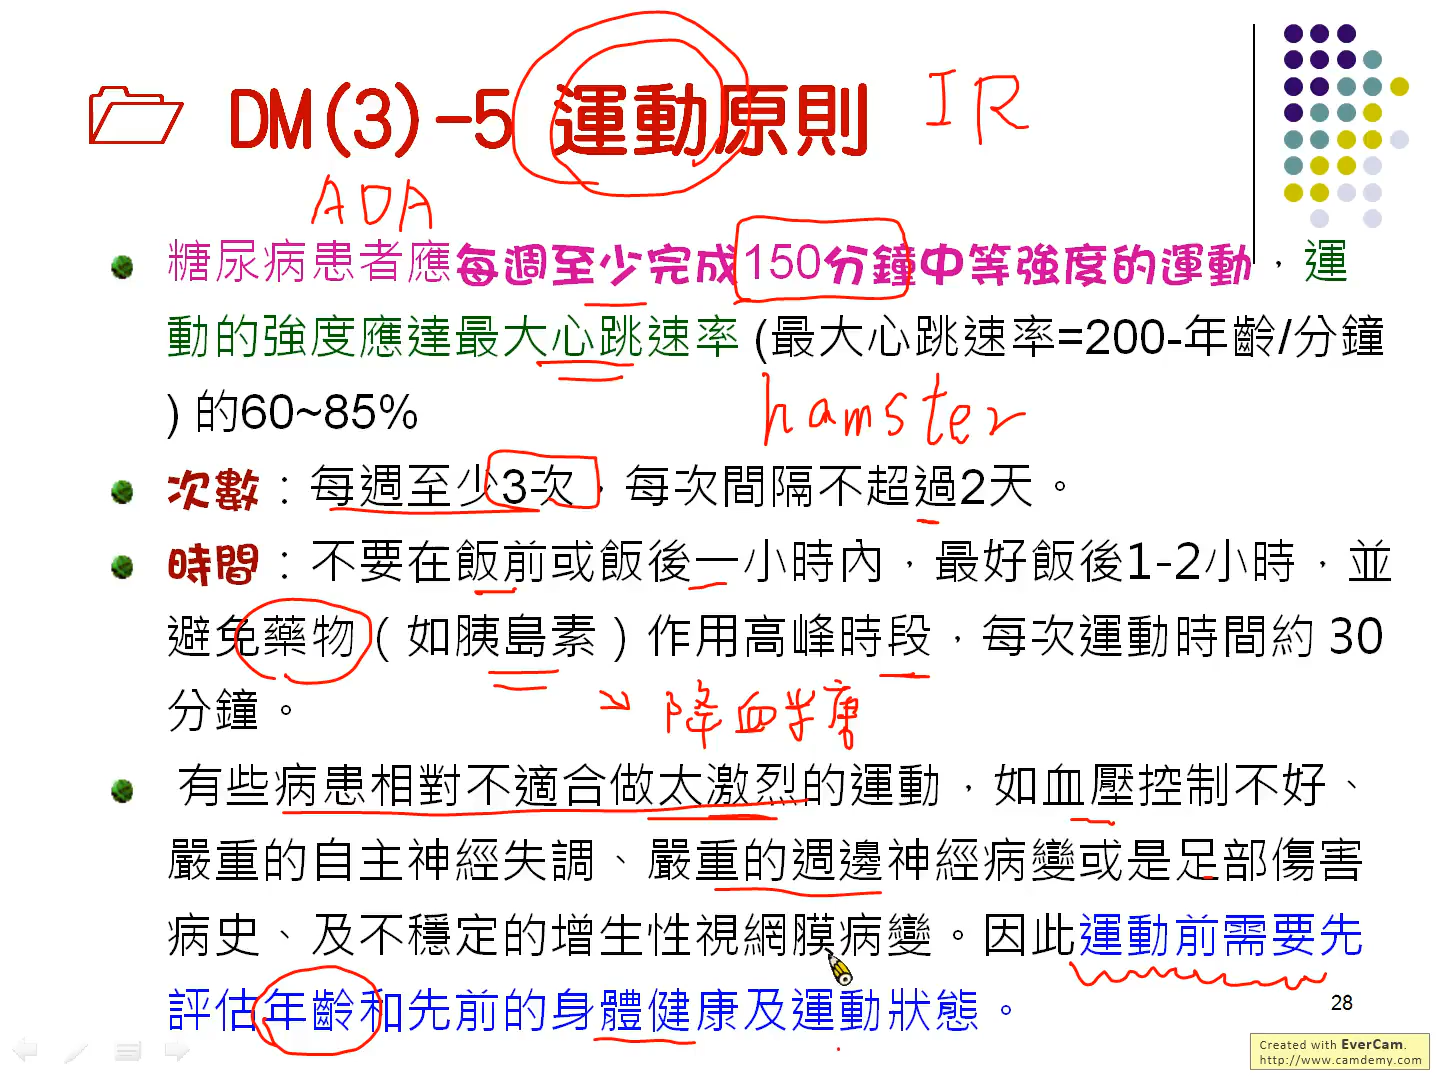 DM(3)-5 運動原則 IR
ADA
糖尿病患者應每週至少完成150分鐘中等強度的運動，運
動的強度應達最大心跳速率 (最大心跳速率=200-年齡/分鐘
) 的60~85%
hamster
次數：每週至少3次，每次間隔不超過2天。
時間：不要在飯前或飯後一小時內，最好飯後1-2小時，並
避免藥物（如胰島素）作用高峰時段，每次運動時間約 30
分鐘。
→ 降血糖
有些病患相對不適合做太激烈的運動，如血壓控制不好、
嚴重的自主神經失調、嚴重的週邊神經病變或是足部傷害
病史、及不穩定的增生性視網膜病變。因此運動前需要先
評估年齡和先前的身體健康及運動狀態。
28
Created with EverCam.
http://www.camdemy.com